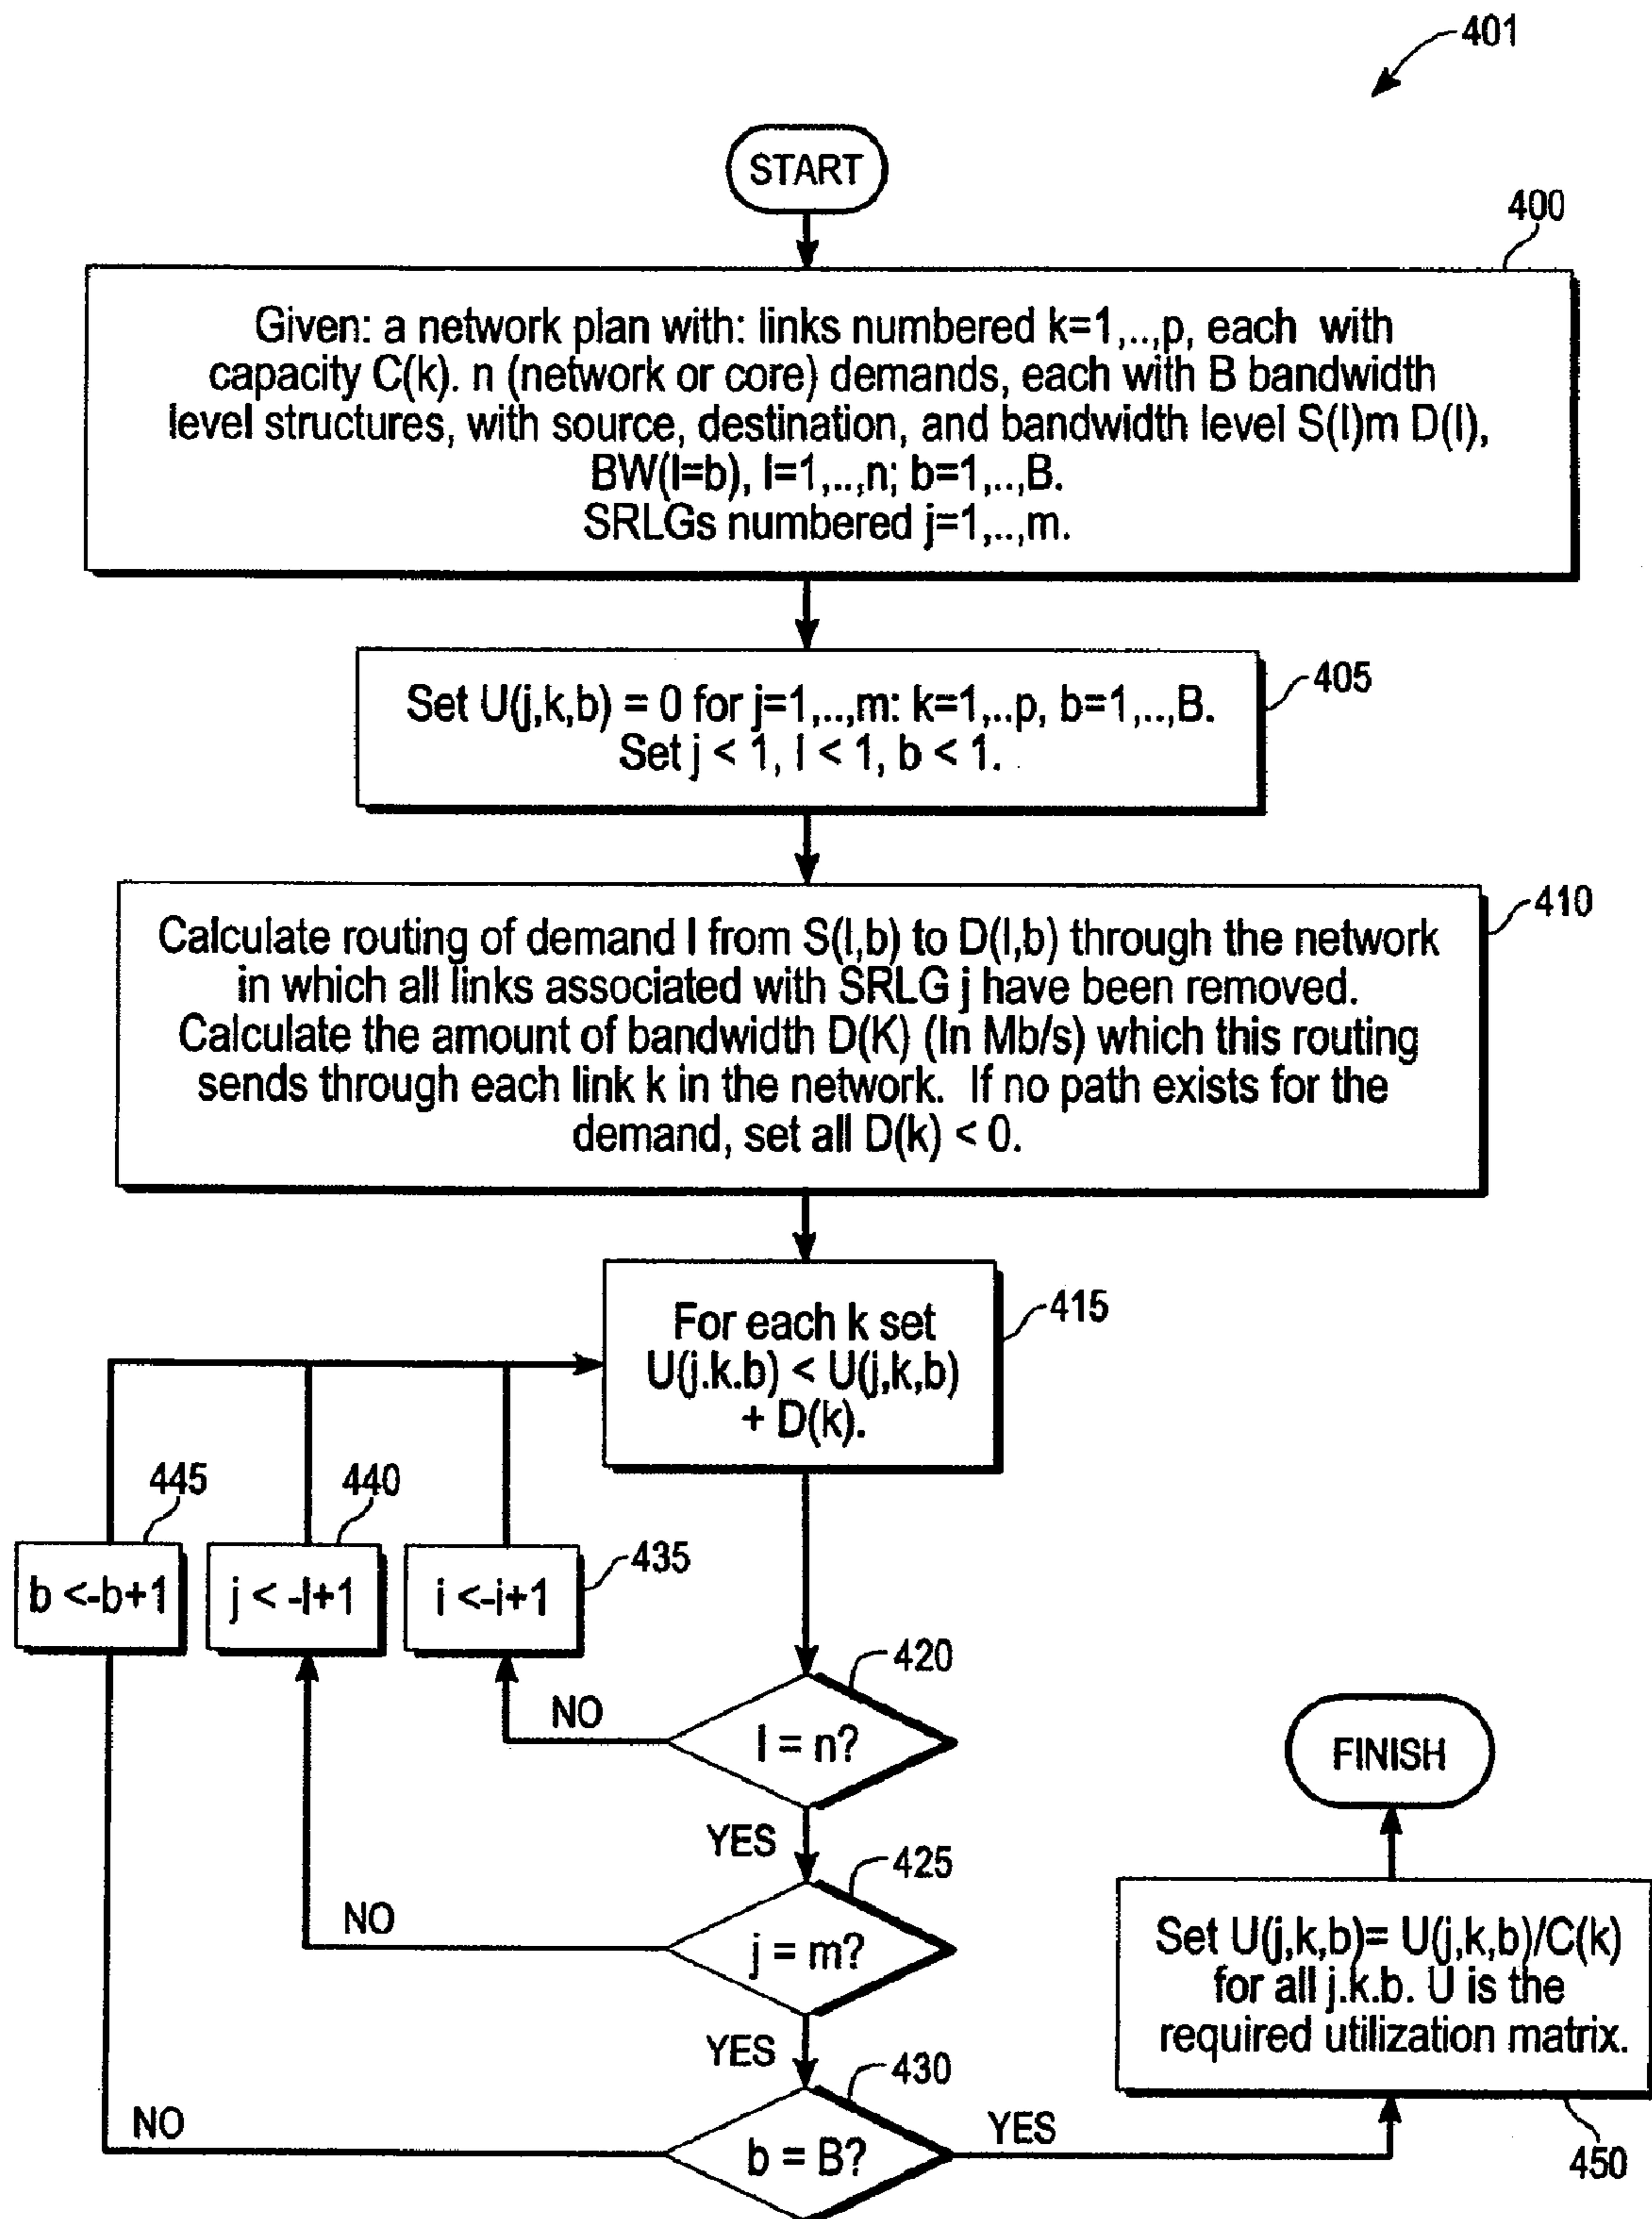 401
START
400
Given: a network plan with: links numbered k=1,..,p, each with
capacity C(k). n (network or core) demands, each with B bandwidth
level structures, with source, destination, and bandwidth level S(I)m D(I),
BW(I=b), I=1,..,n; b=1,..,B.
SRLGs numbered j=1,..,m.
405
Set U(j,k,b) = 0 for j=1,..,m: k=1,..p, b=1,..,B.
Set j < 1, I < 1, b < 1.
410
Calculate routing of demand I from S(I,b) to D(I,b) through the network
in which all links associated with SRLG j have been removed.
Calculate the amount of bandwidth D(K) (In Mb/s) which this routing
sends through each link k in the network. If no path exists for the
demand, set all D(k) < 0.
415
For each k set
U(j.k.b) < U(j,k,b)
+ D(k).
445
440
435
b <-b+1
j < -I+1
i <-i+1
420
NO
I = n?
FINISH
YES
425
NO
j = m?
Set U(j,k,b)= U(j,k,b)/C(k)
for all j.k.b. U is the
required utilization matrix.
YES
430
NO
b = B?
YES
450